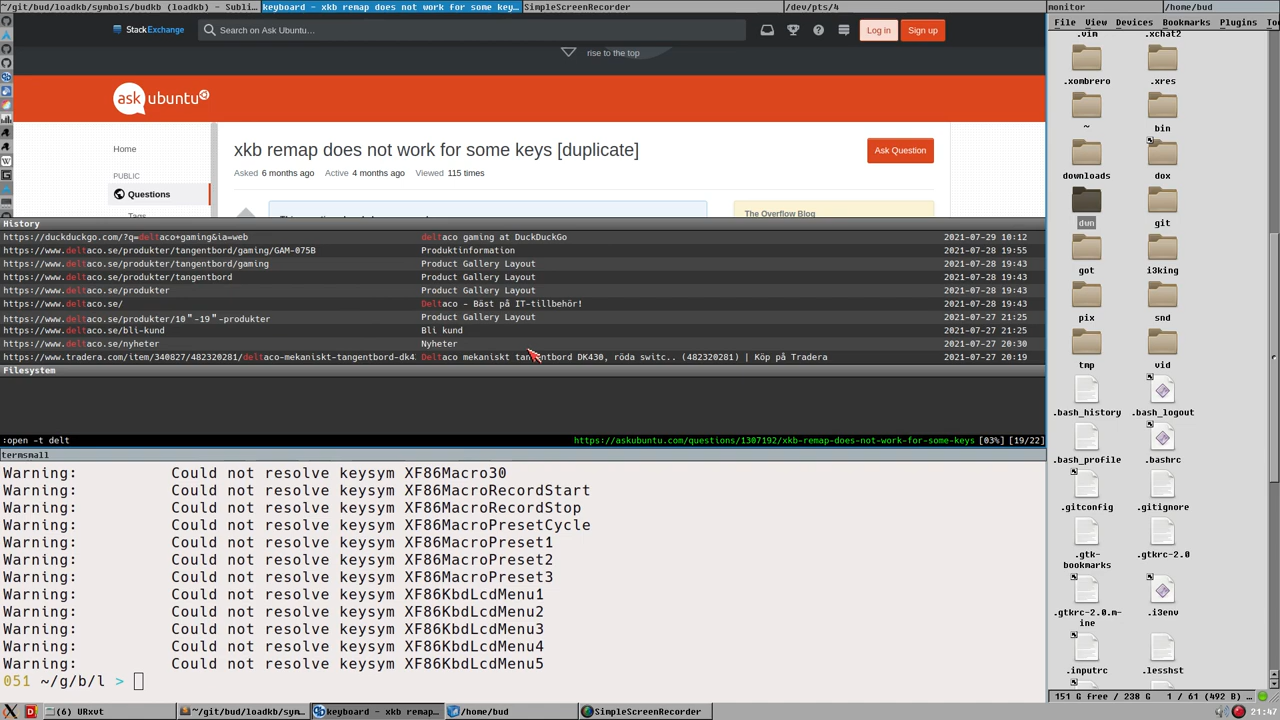 ~/git/bud/loadkb/symbols/budkb (loadkb) - Subli...
keyboard - xkb remap does not work for some key...
SimpleScreenRecorder
/dev/pts/4
monitor
/home/bud
StackExchange
Search on Ask Ubuntu…
Log in
Sign up
rise to the top
ask ubuntu
Home
PUBLIC
Questions
Tags
xkb remap does not work for some keys [duplicate]
Ask Question
Asked 6 months ago Active 4 months ago Viewed 115 times
The Overflow Blog
History
https://duckduckgo.com/?q=deltaco+gaming&ia=web deltaco gaming at DuckDuckGo 2021-07-29 10:12
https://www.deltaco.se/produkter/tangentbord/gaming/GAM-075B Produktinformation 2021-07-28 19:55
https://www.deltaco.se/produkter/tangentbord/gaming Product Gallery Layout 2021-07-28 19:43
https://www.deltaco.se/produkter/tangentbord Product Gallery Layout 2021-07-28 19:43
https://www.deltaco.se/produkter Product Gallery Layout 2021-07-28 19:43
https://www.deltaco.se/ Deltaco - Bäst på IT-tillbehör! 2021-07-28 19:43
https://www.deltaco.se/produkter/10"-19"-produkter Product Gallery Layout 2021-07-27 21:25
https://www.deltaco.se/bli-kund Bli kund 2021-07-27 21:25
https://www.deltaco.se/nyheter Nyheter 2021-07-27 20:30
https://www.tradera.com/item/340827/482320281/deltaco-mekaniskt-tangentbord-dk4… Deltaco mekaniskt tangentbord DK430, röda switc.. (482320281) | Köp på Tradera 2021-07-27 20:19
Filesystem
:open -t delt
https://askubuntu.com/questions/1307192/xkb-remap-does-not-work-for-some-keys [03%] [19/22]
termsmall
Warning: Could not resolve keysym XF86Macro30
Warning: Could not resolve keysym XF86MacroRecordStart
Warning: Could not resolve keysym XF86MacroRecordStop
Warning: Could not resolve keysym XF86MacroPresetCycle
Warning: Could not resolve keysym XF86MacroPreset1
Warning: Could not resolve keysym XF86MacroPreset2
Warning: Could not resolve keysym XF86MacroPreset3
Warning: Could not resolve keysym XF86KbdLcdMenu1
Warning: Could not resolve keysym XF86KbdLcdMenu2
Warning: Could not resolve keysym XF86KbdLcdMenu3
Warning: Could not resolve keysym XF86KbdLcdMenu4
Warning: Could not resolve keysym XF86KbdLcdMenu5
051 ~/g/b/l >
File View Devices Bookmarks Plugins To
.vim .xchat2
.xombrero .xres
~ bin
downloads dox
dun git
got i3king
pix snd
tmp vid
.bash_history .bash_logout
.bash_profile .bashrc
.gitconfig .gitignore
.gtk-bookmarks .gtkrc-2.0
.gtkrc-2.0.mine .i3env
.inputrc .lesshst
151 G free / 238 G 1 / 61 (492 B) …
(6) URxvt
~/git/bud/loadkb/sym…
keyboard - xkb remap…
/home/bud
SimpleScreenRecorder
21:47